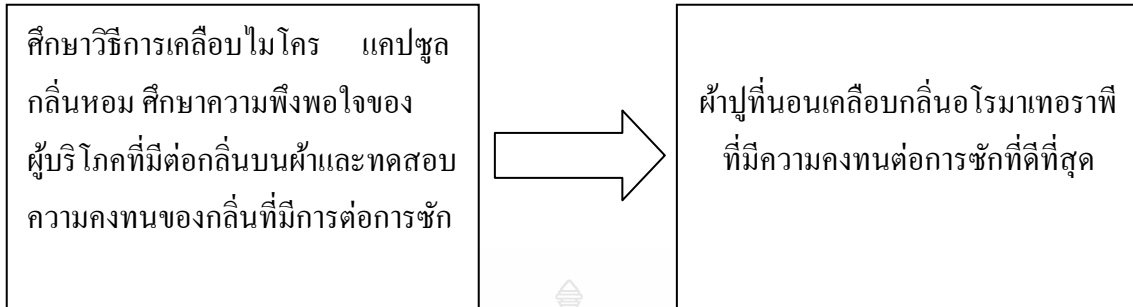 ศึกษาวิธีการเคลือบไมโคร แคปซูล
กลิ่นหอม ศึกษาความพึงพอใจของ
ผู้บริโภคที่มีต่อกลิ่นบนผ้าและทดสอบ
ความคงทนของกลิ่นที่มีการต่อการซัก
ผ้าปูที่นอนเคลือบกลิ่นอโรมาเทอราพี
ที่มีความคงทนต่อการซักที่ดีที่สุด